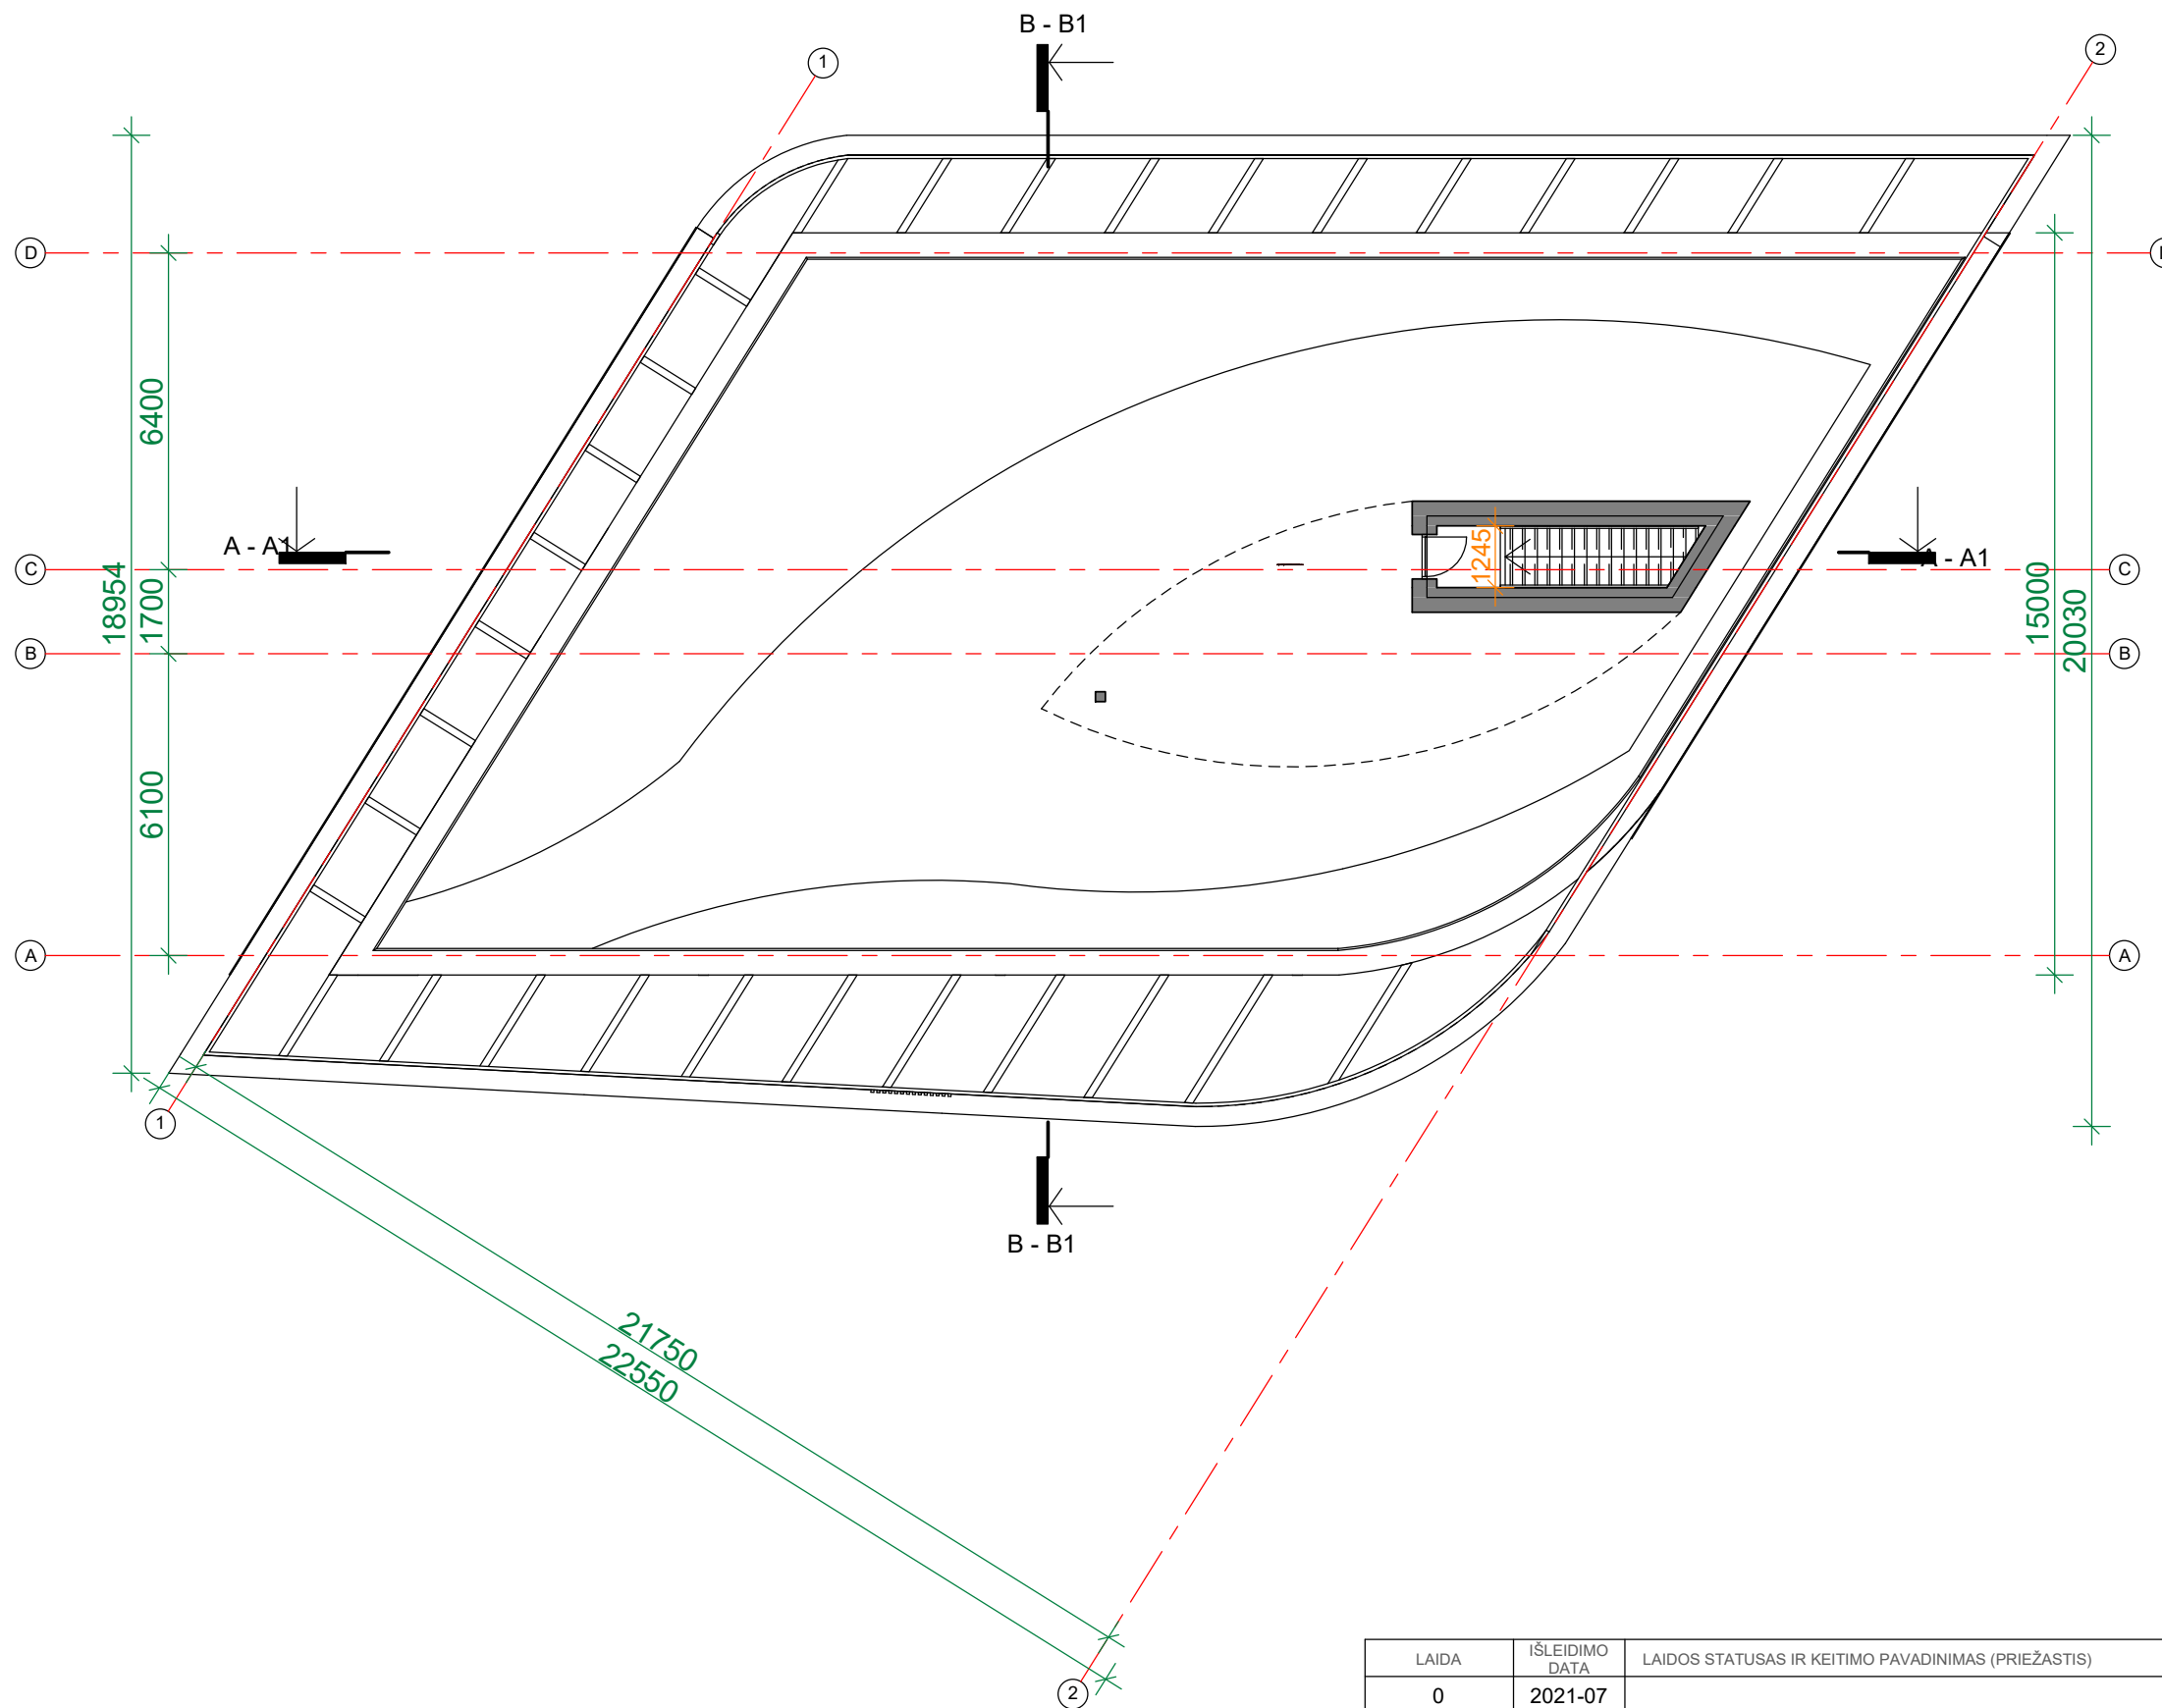 B - B1
1
2
D
6400
A - A1
A - A1
1245
C
C
18954
1700
15000
20030
B
B
6100
A
A
1
B - B1
21750
22550
2
LAIDA
IŠLEIDIMO DATA
LAIDOS STATUSAS IR KEITIMO PAVADINIMAS (PRIEŽASTIS)
0
2021-07